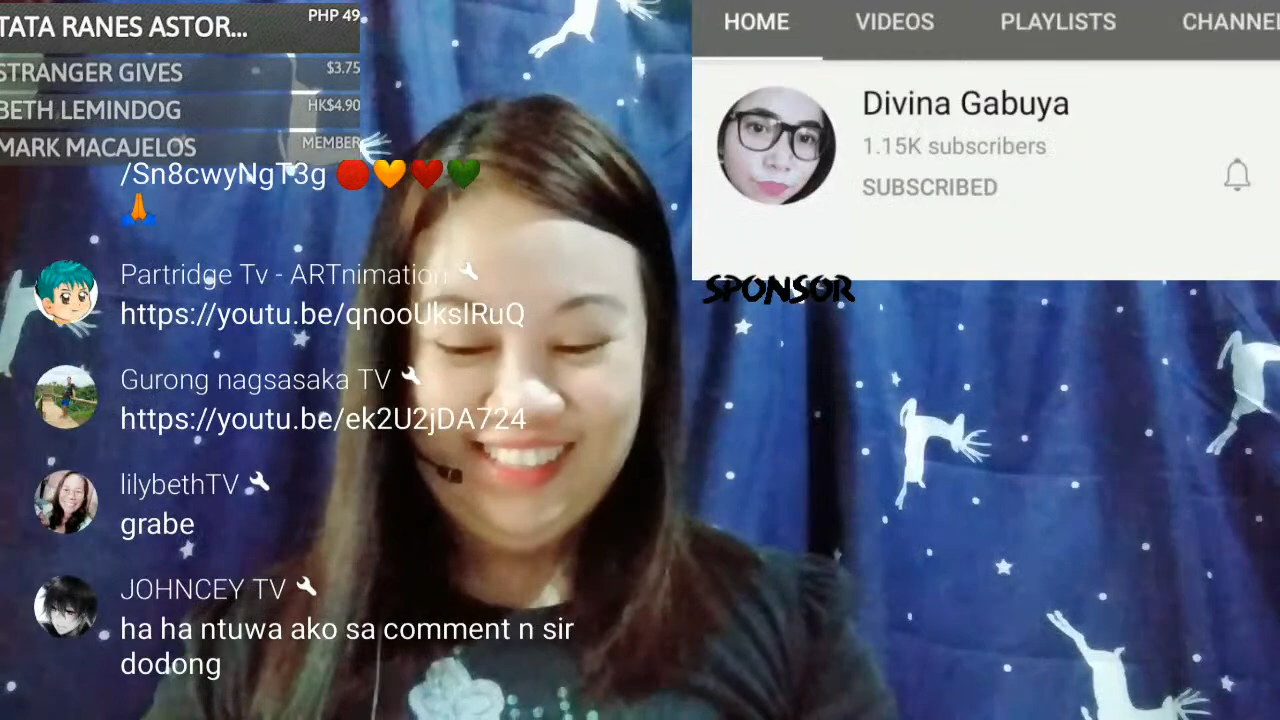 TATA RANES ASTOR...
PHP 49
STRANGER GIVES
$3.75
BETH LEMINDOG
HK$4.90
MARK MACAJELOS
MEMBER
/Sn8cwyNgT3g 🔴🧡❤️💚
🙏
Partridge Tv - ARTnimation
https://youtu.be/qnooUksIRuQ
Gurong nagsasaka TV
https://youtu.be/ek2U2jDA724
lilybethTV
grabe
JOHNCEY TV
ha ha ntuwa ako sa comment n sir
dodong
HOME VIDEOS PLAYLISTS CHANNE
Divina Gabuya
1.15K subscribers
SUBSCRIBED
SPONSOR